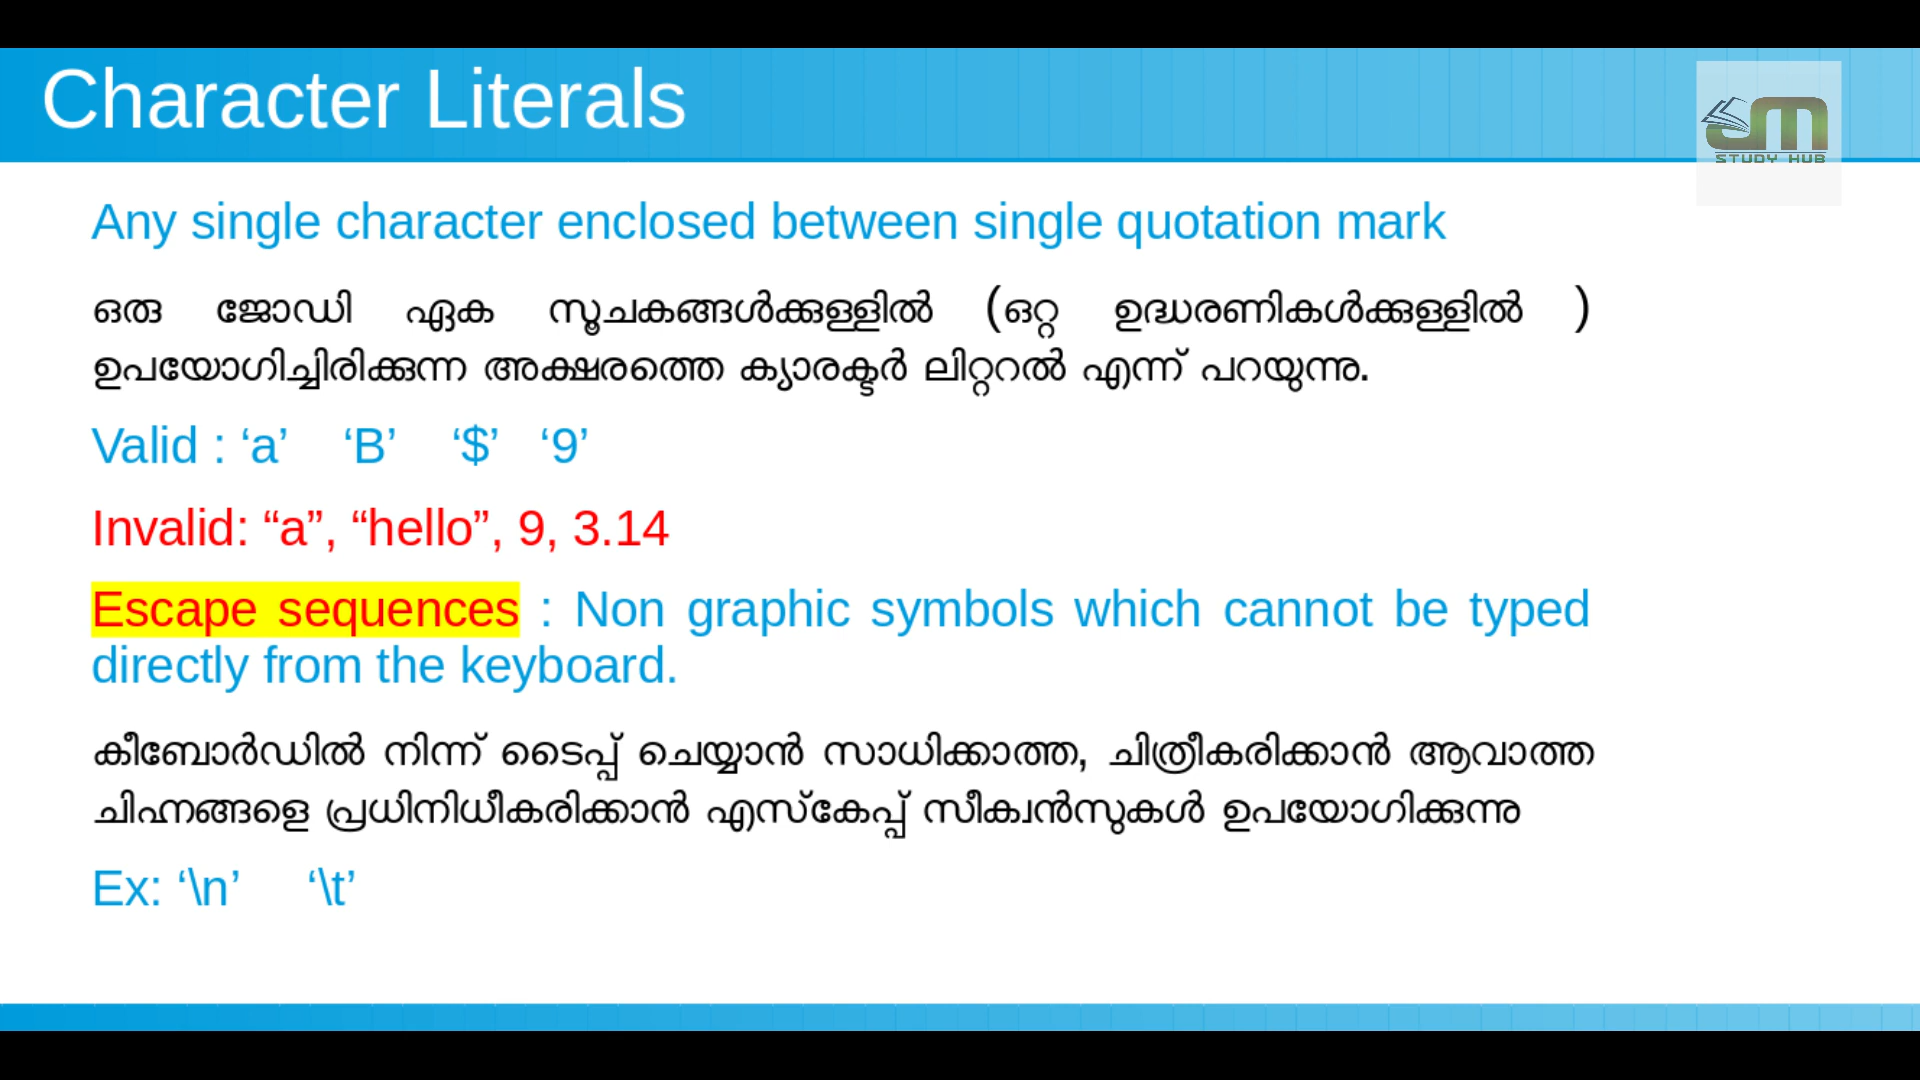 Character Literals
STUDY HUB
Any single character enclosed between single quotation mark
ഒരു ജോഡി ഏക സൂചകങ്ങൾക്കുള്ളിൽ (ഒറ്റ ഉദ്ധരണികൾക്കുള്ളിൽ )
ഉപയോഗിച്ചിരിക്കുന്ന അക്ഷരത്തെ ക്യാരക്ടർ ലിറ്ററൽ എന്ന് പറയുന്നു.
Valid : ‘a’ ‘B’ ‘$’ ‘9’
Invalid: “a”, “hello”, 9, 3.14
Escape sequences : Non graphic symbols which cannot be typed
directly from the keyboard.
കീബോർഡിൽ നിന്ന് ടൈപ്പ് ചെയ്യാൻ സാധിക്കാത്ത, ചിത്രീകരിക്കാൻ ആവാത്ത
ചിഹ്നങ്ങളെ പ്രധിനിധീകരിക്കാൻ എസ്കേപ്പ് സീക്വൻസുകൾ ഉപയോഗിക്കുന്നു
Ex: ‘\n’ ‘\t’